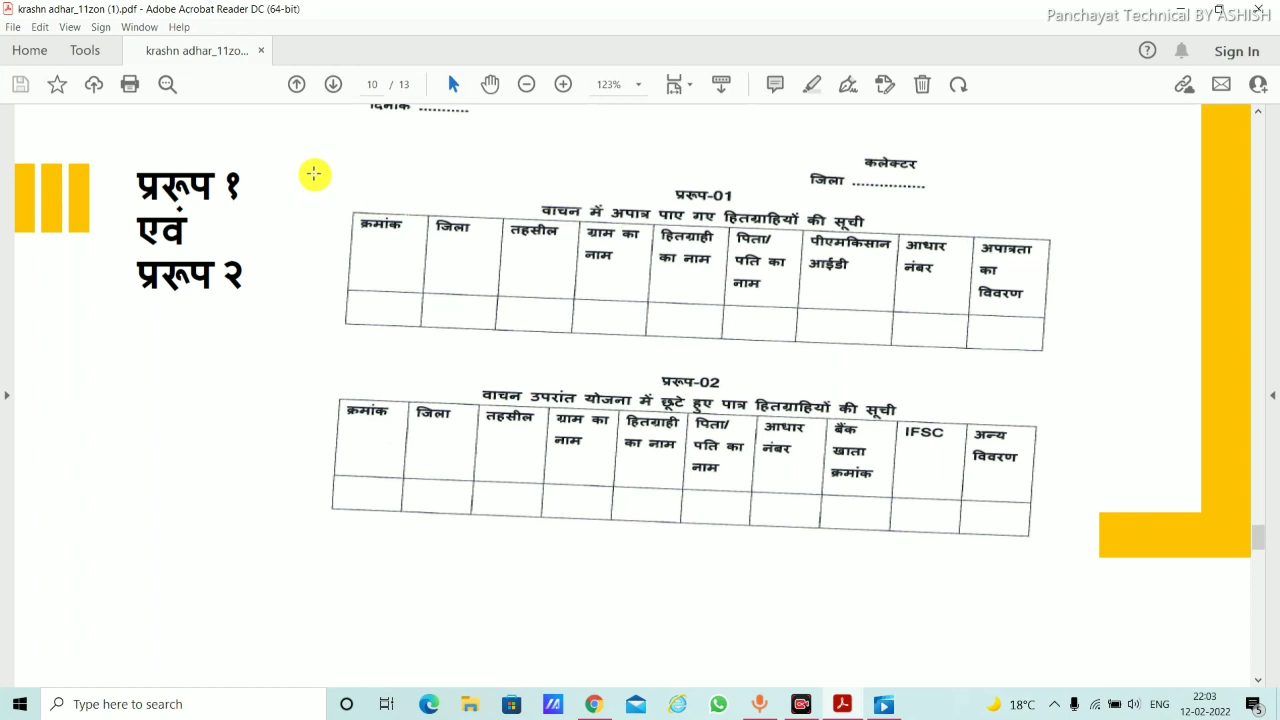 krashn adhar_11zon (1).pdf - Adobe Acrobat Reader DC (64-bit)
Panchayat Technical BY ASHISH
File Edit View Sign Window Help
Home Tools krashn adhar_11zo... × Sign In
10 / 13 123%
दिनांक ...........
कलेक्टर
जिला ................
प्ररूप १
एवं
प्ररूप २
प्ररूप-01
वाचन में अपात्र पाए गए हितग्राहियों की सूची
क्रमांक
जिला
तहसील
ग्राम का
नाम
हितग्राही
का नाम
पिता/
पति का
नाम
पीएमकिसान
आईडी
आधार
नंबर
अपात्रता
का
विवरण
प्ररूप-02
वाचन उपरांत योजना में छूटे हुए पात्र हितग्राहियों की सूची
क्रमांक
जिला
तहसील
ग्राम का
नाम
हितग्राही
का नाम
पिता/
पति का
नाम
आधार
नंबर
बैंक
खाता
क्रमांक
IFSC
अन्य
विवरण
Type here to search
18°C ENG 22:03
12-02-2022
5